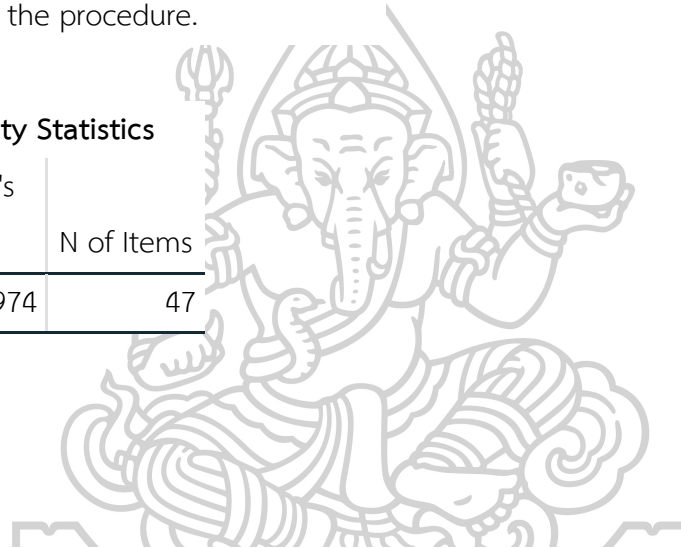 the procedure.
ty Statistics
's
N of Items
974 47